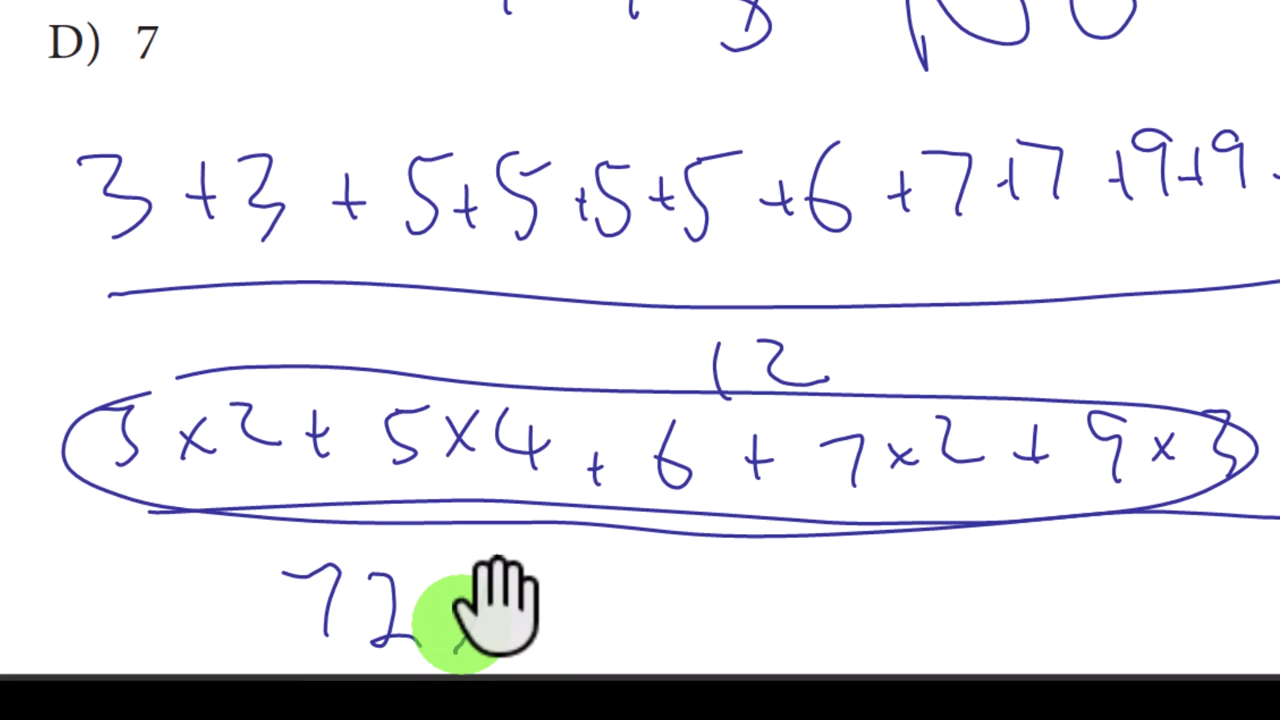 D) 7
3 + 3 + 5 + 5 + 5 + 5 + 6 + 7 + 7 + 9 + 9
12
3 x 2 + 5 x 4 + 6 + 7 x 2 + 9 x 3
72